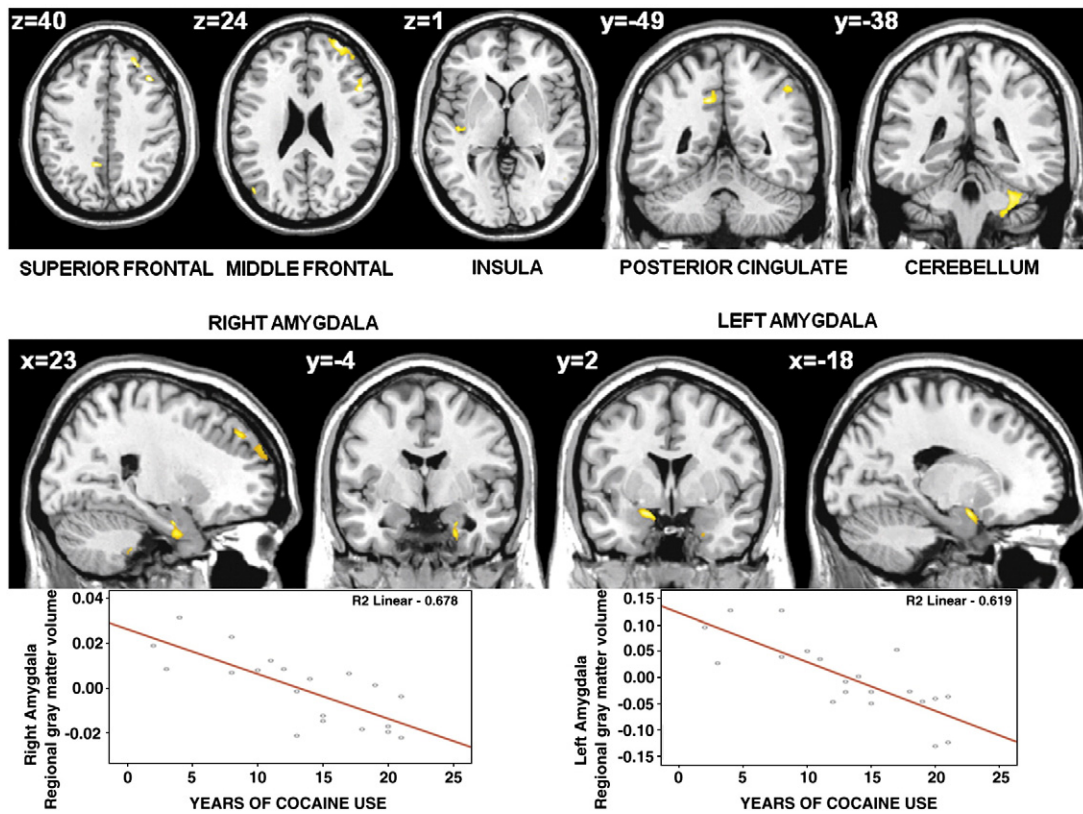 z=40 z=24 z=1 y=-49 y=-38
SUPERIOR FRONTAL MIDDLE FRONTAL INSULA POSTERIOR CINGULATE CEREBELLUM
RIGHT AMYGDALA LEFT AMYGDALA
x=23 y=-4 y=2 x=-18
R2 Linear - 0.678
Right Amygdala
Regional gray matter volume
0.04
0.02
0.00
-0.02
0 5 10 15 20 25
YEARS OF COCAINE USE
R2 Linear - 0.619
Left Amygdala
Regional gray matter volume
0.15
0.10
0.05
0.00
-0.05
-0.10
-0.15
0 5 10 15 20 25
YEARS OF COCAINE USE